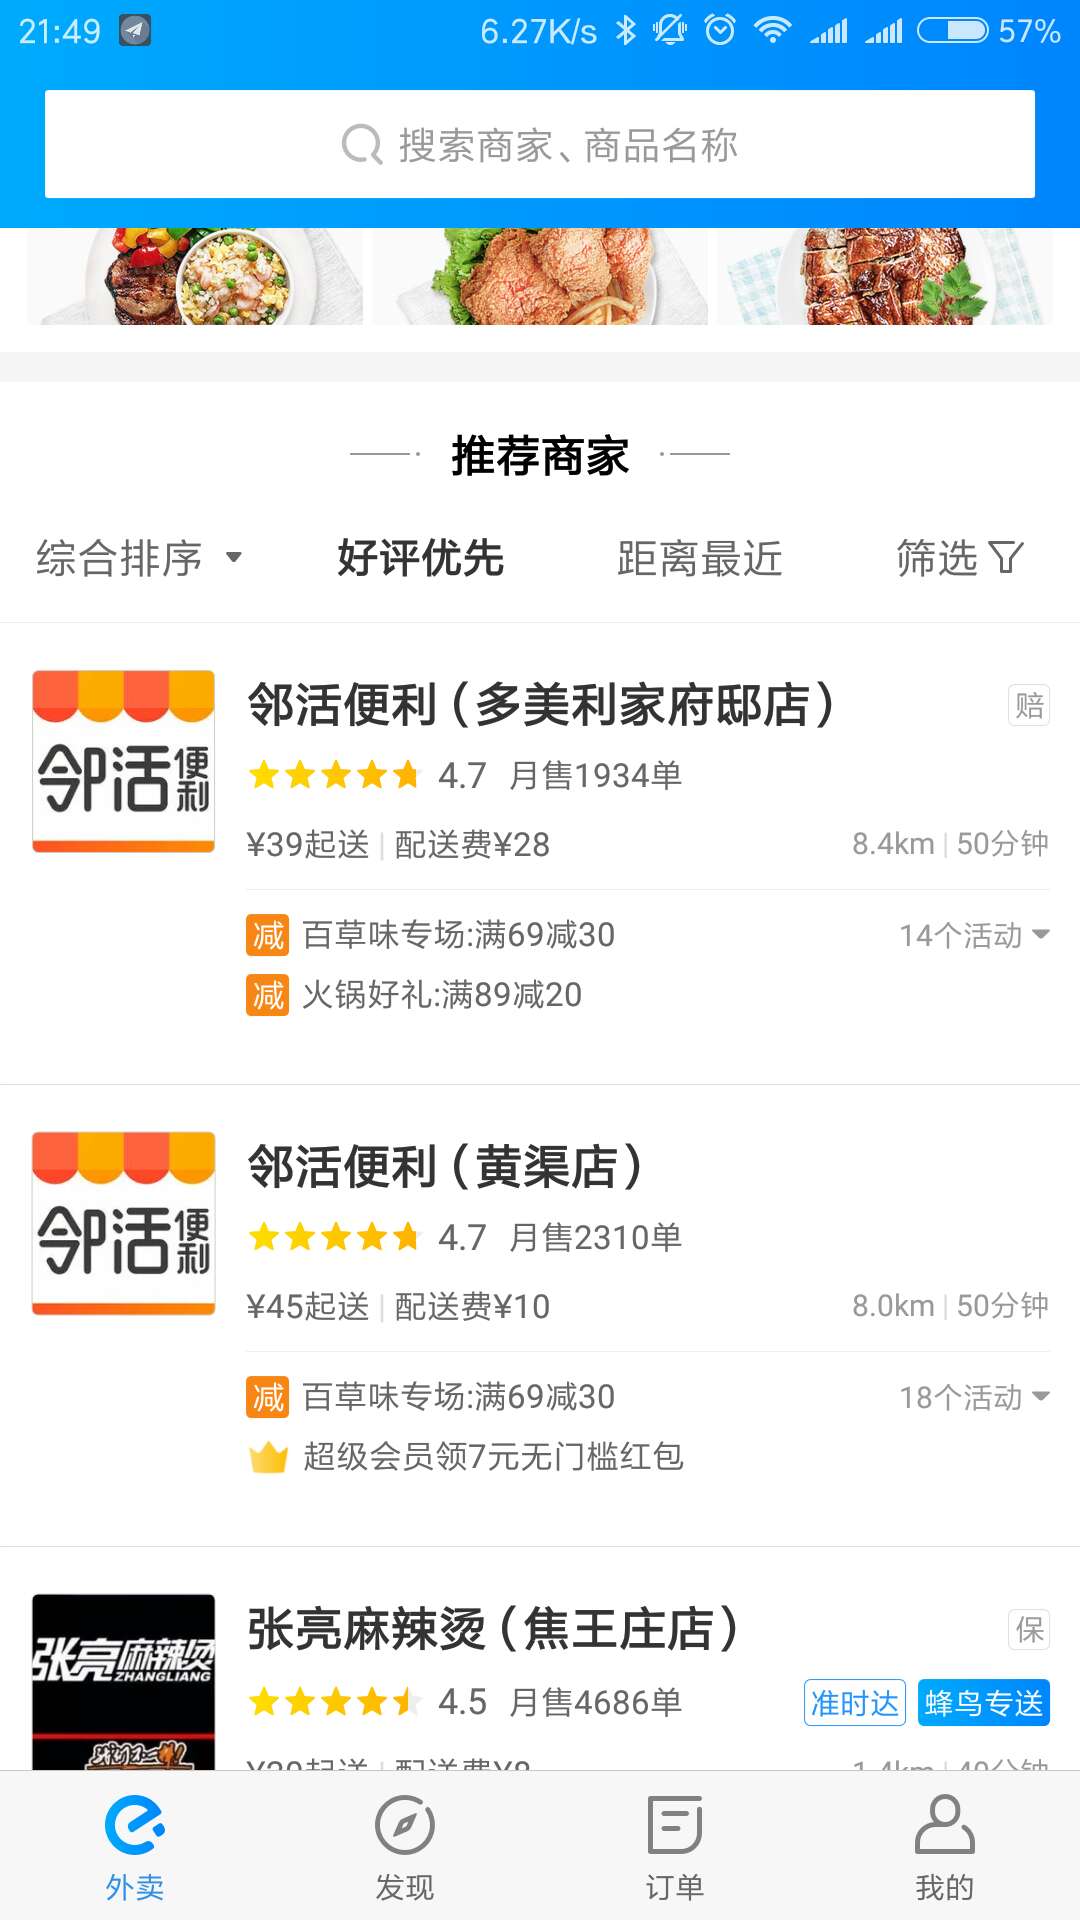 21:49 6.27K/s 57%
搜索商家、商品名称
推荐商家
综合排序 好评优先 距离最近 筛选
邻活便利
邻活便利（多美利家府邸店） 赔
4.7 月售1934单
¥39起送 | 配送费¥28 8.4km | 50分钟
减 百草味专场:满69减30 14个活动
减 火锅好礼:满89减20
邻活便利
邻活便利（黄渠店）
4.7 月售2310单
¥45起送 | 配送费¥10 8.0km | 50分钟
减 百草味专场:满69减30 18个活动
超级会员领7元无门槛红包
张亮麻辣烫
ZHANGLIANG
张亮麻辣烫（焦王庄店） 保
4.5 月售4686单 准时达 蜂鸟专送
外卖 发现 订单 我的